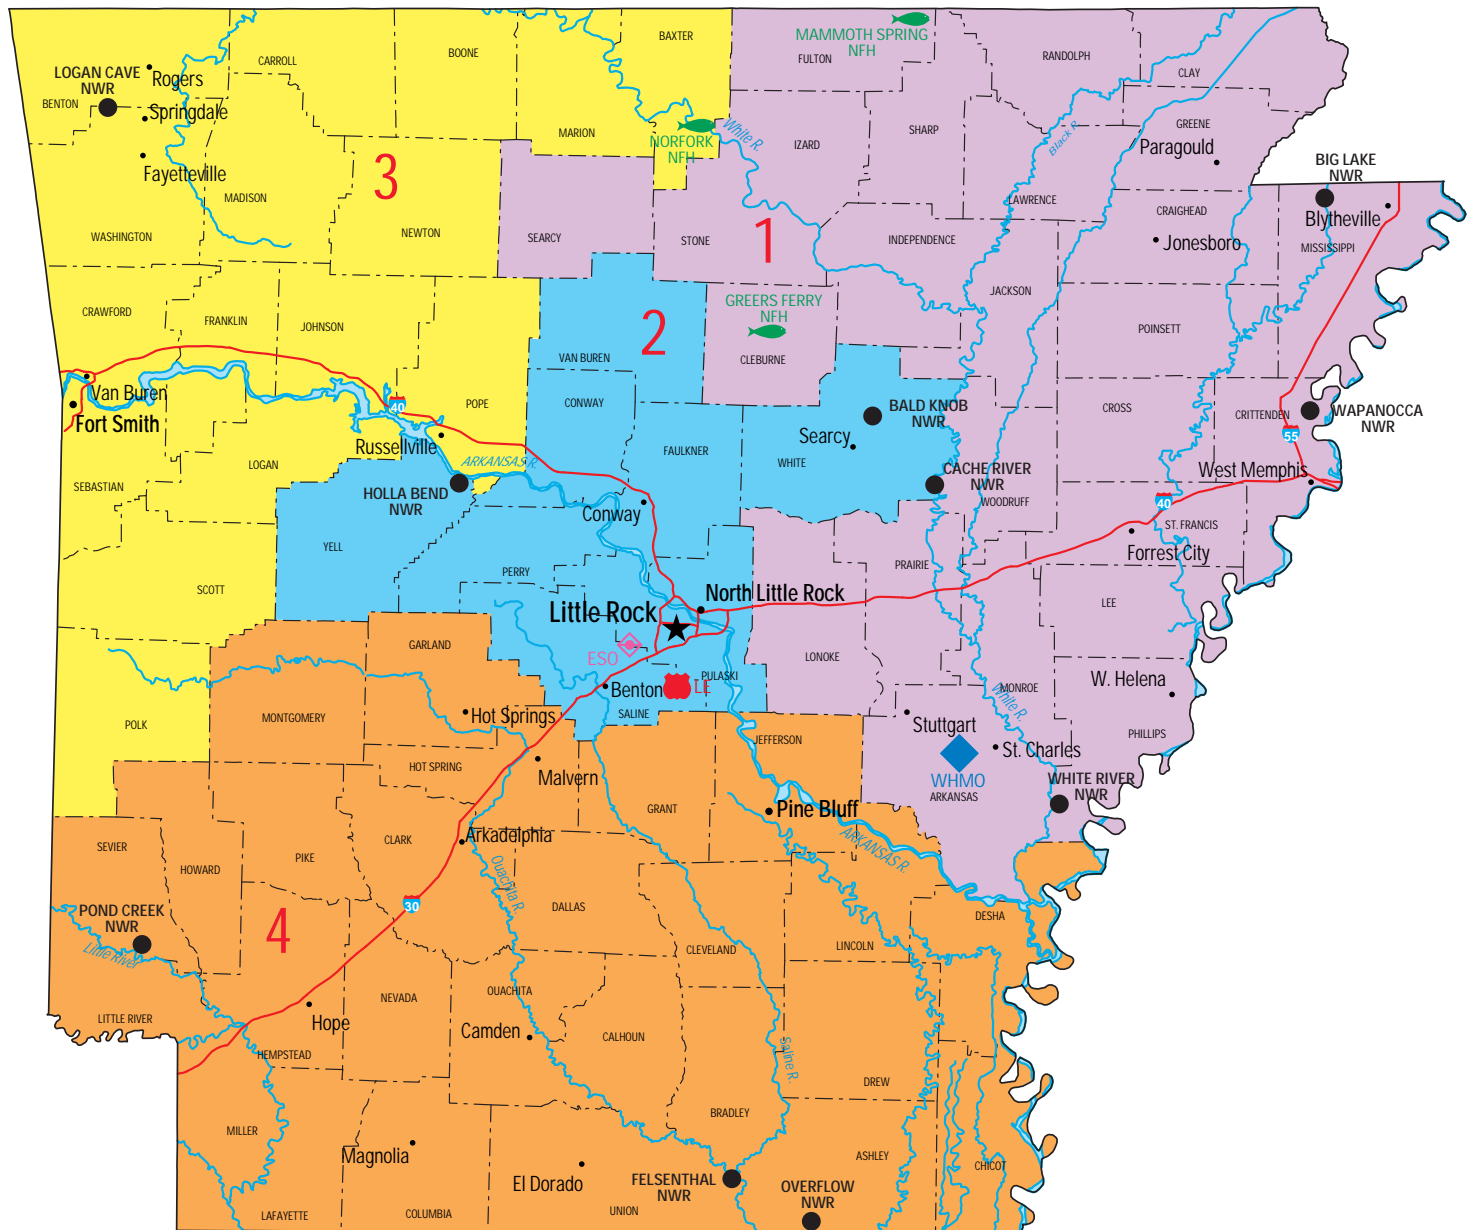 MAMMOTH SPRING
NFH
FULTON
BAXTER
BOONE
CARROLL
RANDOLPH
CLAY
LOGAN CAVE
NWR
Rogers
BENTON
Springdale
Fayetteville
MARION
NORFORK
NFH
White R.
IZARD
SHARP
Black R.
GREENE
Paragould
BIG LAKE
NWR
Blytheville
MISSISSIPPI
3
MADISON
WASHINGTON
NEWTON
SEARCY
STONE
1
LAWRENCE
INDEPENDENCE
CRAIGHEAD
Jonesboro
CRAWFORD
FRANKLIN
JOHNSON
2
GREERS FERRY
NFH
CLEBURNE
JACKSON
POINSETT
VAN BUREN
CONWAY
Van Buren
Fort Smith
40
POPE
Russellville
ARKANSAS R.
FAULKNER
Searcy
WHITE
BALD KNOB
NWR
CROSS
CRITTENDEN
WAPANOCCA
NWR
55
West Memphis
LOGAN
SEBASTIAN
HOLLA BEND
NWR
CACHE RIVER
NWR
WOODRUFF
40
ST. FRANCIS
Forrest City
Conway
YELL
SCOTT
PERRY
PRAIRIE
LEE
North Little Rock
Little Rock
ESO
LE
PULASKI
Benton
SALINE
LONOKE
MONROE
W. Helena
White R.
GARLAND
Hot Springs
MONTGOMERY
POLK
HOT SPRING
Malvern
JEFFERSON
Stuttgart
St. Charles
PHILLIPS
WHMO
ARKANSAS
WHITE RIVER
NWR
Pine Bluff
ARKANSAS R.
GRANT
CLARK
Arkadelphia
SEVIER
HOWARD
PIKE
Ouachita R.
30
DALLAS
4
POND CREEK
NWR
Little River
CLEVELAND
LINCOLN
DESHA
LITTLE RIVER
Hope
HEMPSTEAD
NEVADA
OUACHITA
Camden
CALHOUN
Saline R.
DREW
BRADLEY
MILLER
Magnolia
El Dorado
FELSENTHAL
NWR
OVERFLOW
NWR
ASHLEY
CHICOT
LAFAYETTE
COLUMBIA
UNION